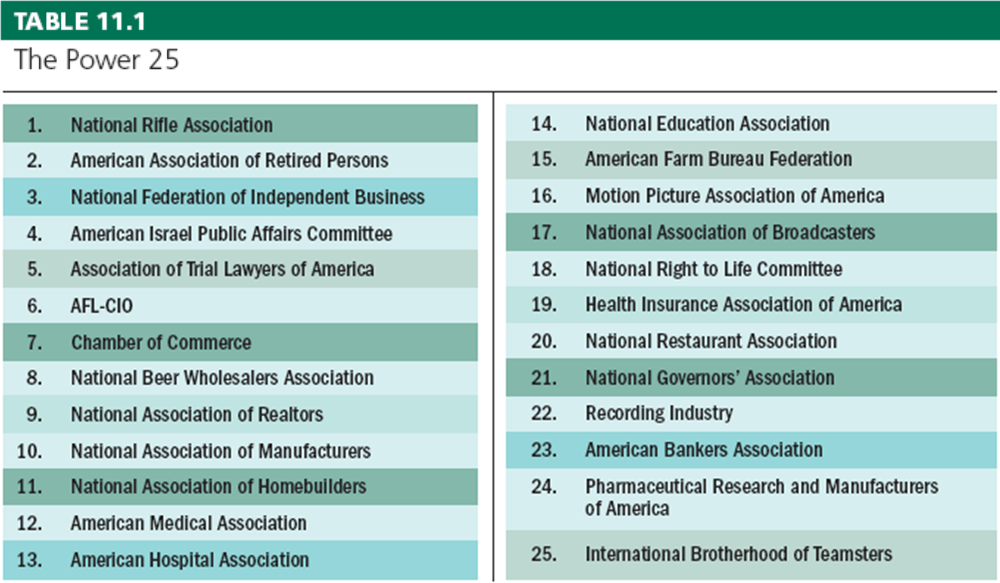 TABLE 11.1
The Power 25
1. National Rifle Association
2. American Association of Retired Persons
3. National Federation of Independent Business
4. American Israel Public Affairs Committee
5. Association of Trial Lawyers of America
6. AFL-CIO
7. Chamber of Commerce
8. National Beer Wholesalers Association
9. National Association of Realtors
10. National Association of Manufacturers
11. National Association of Homebuilders
12. American Medical Association
13. American Hospital Association
14. National Education Association
15. American Farm Bureau Federation
16. Motion Picture Association of America
17. National Association of Broadcasters
18. National Right to Life Committee
19. Health Insurance Association of America
20. National Restaurant Association
21. National Governors’ Association
22. Recording Industry
23. American Bankers Association
24. Pharmaceutical Research and Manufacturers
of America
25. International Brotherhood of Teamsters